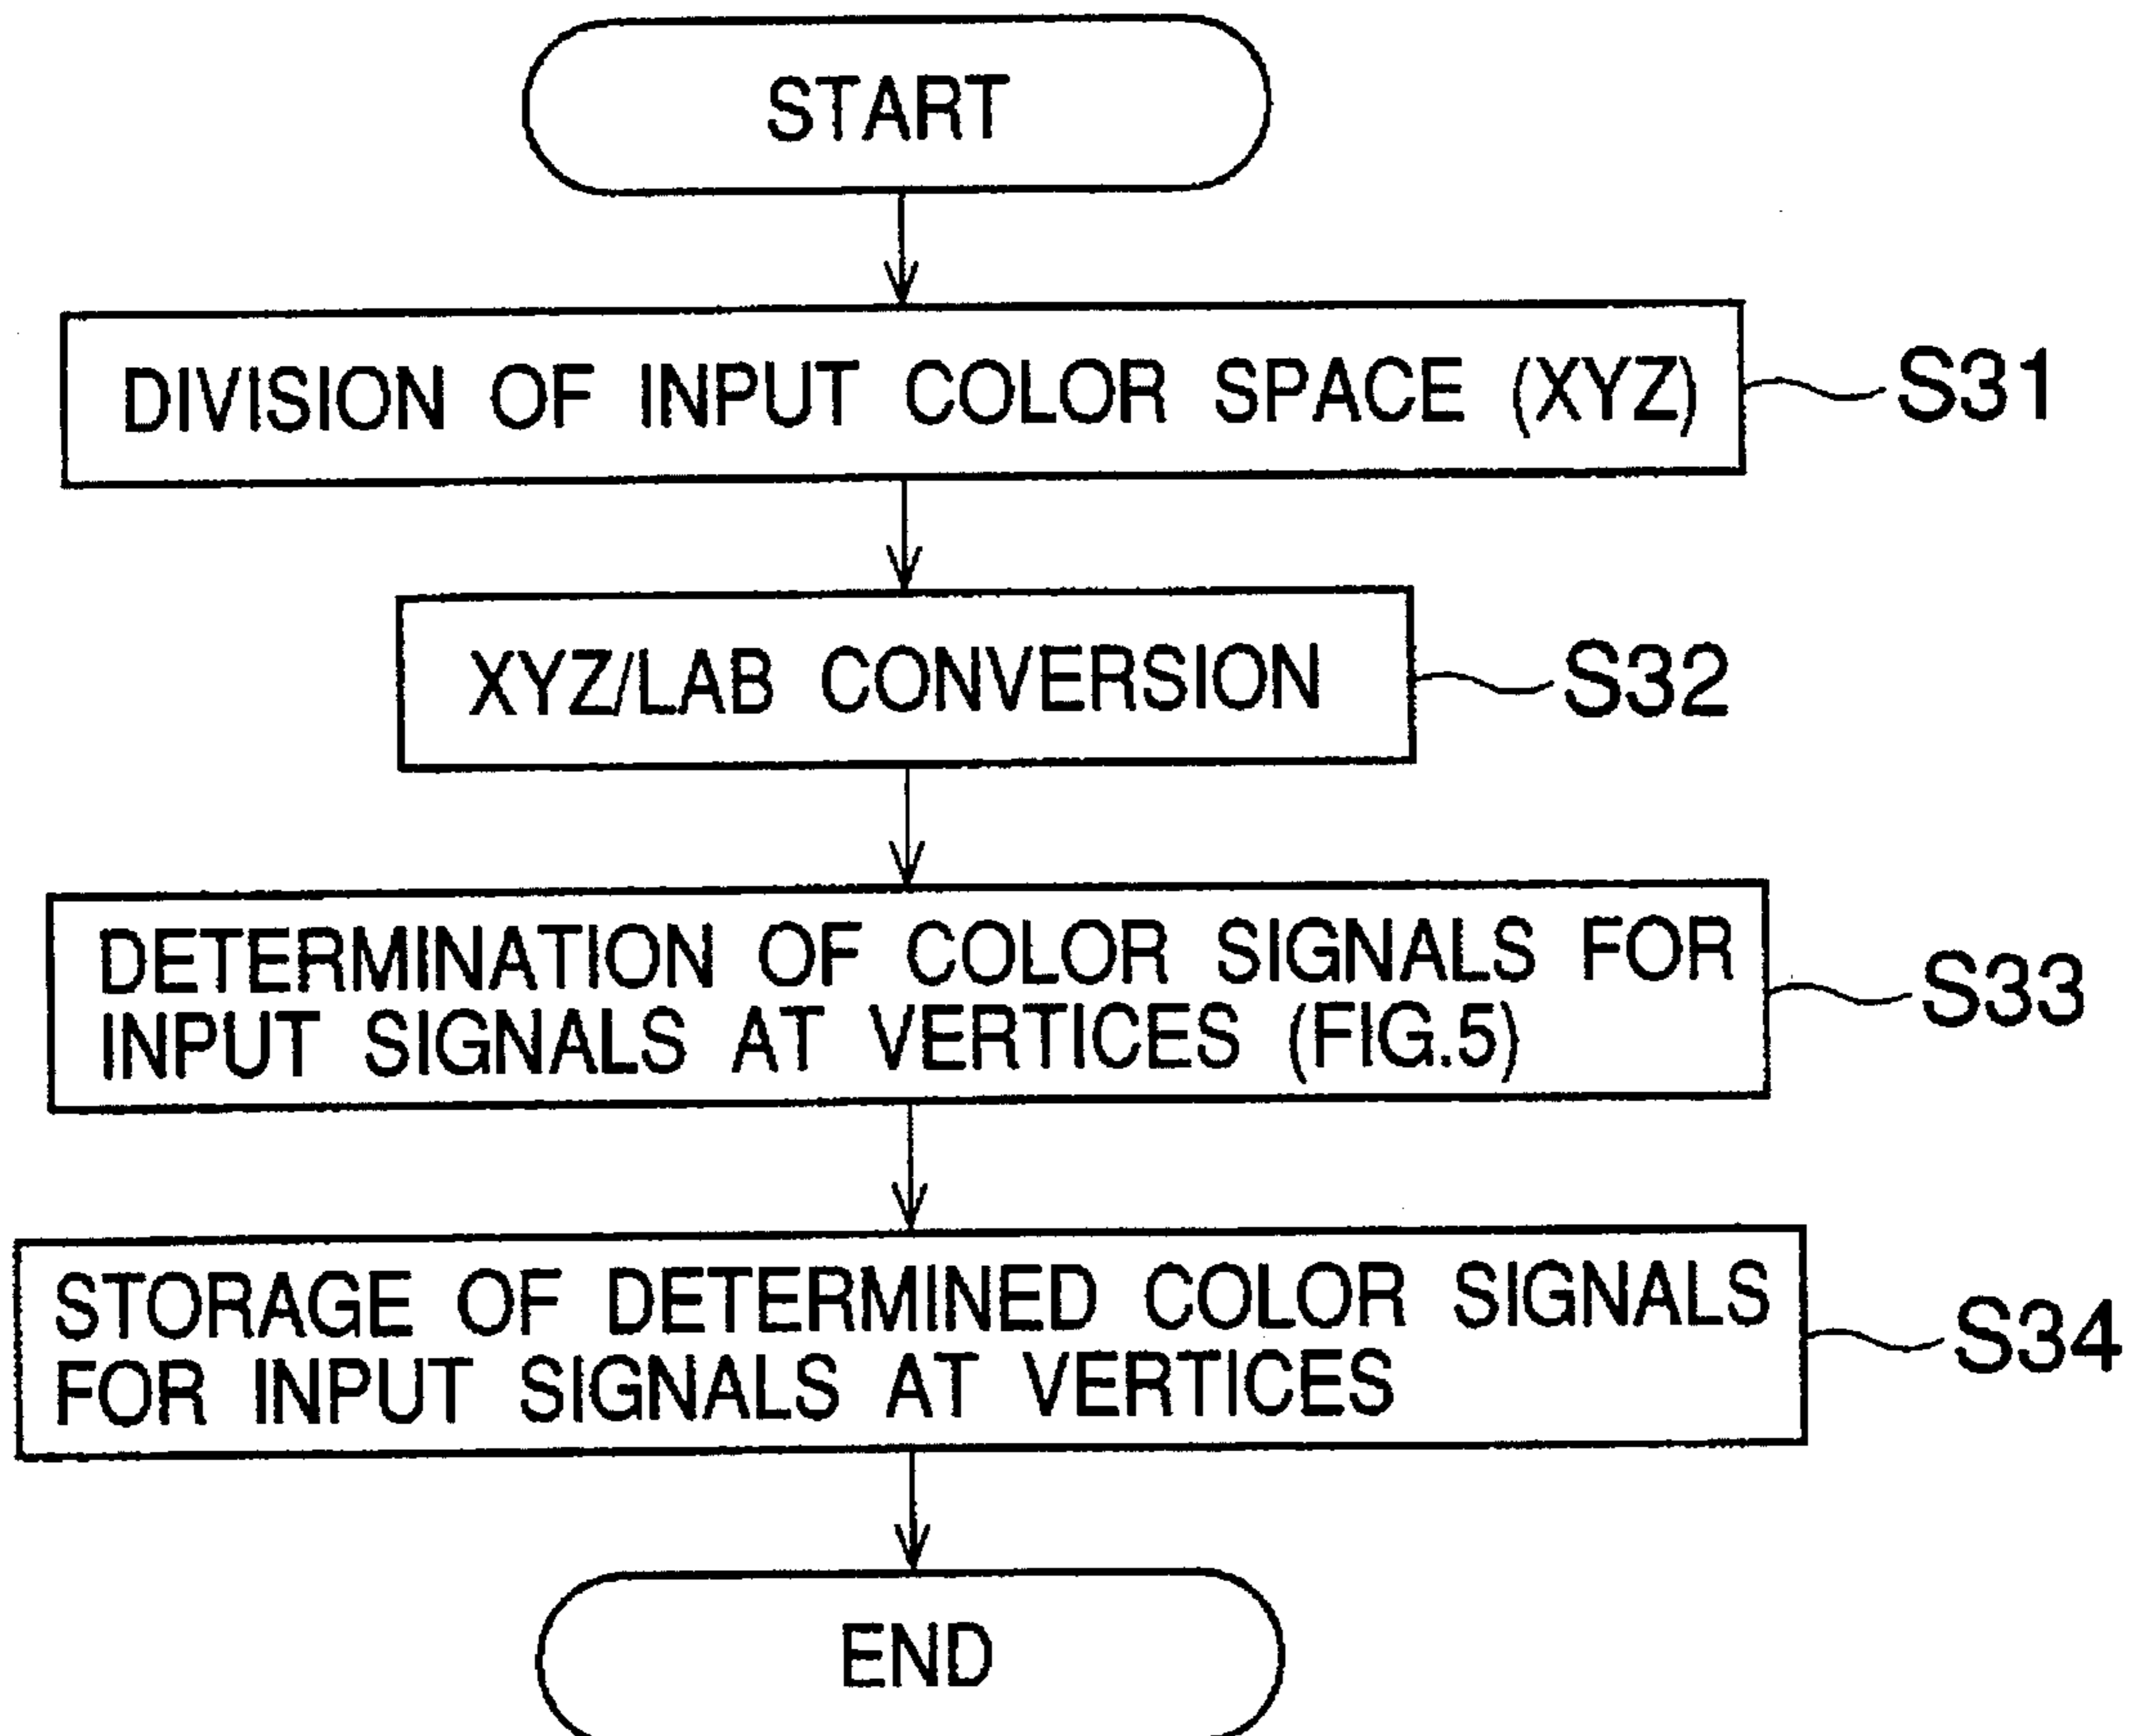 START
DIVISION OF INPUT COLOR SPACE (XYZ)
S31
XYZ/LAB CONVERSION
S32
DETERMINATION OF COLOR SIGNALS FOR
INPUT SIGNALS AT VERTICES (FIG.5)
S33
STORAGE OF DETERMINED COLOR SIGNALS
FOR INPUT SIGNALS AT VERTICES
S34
END